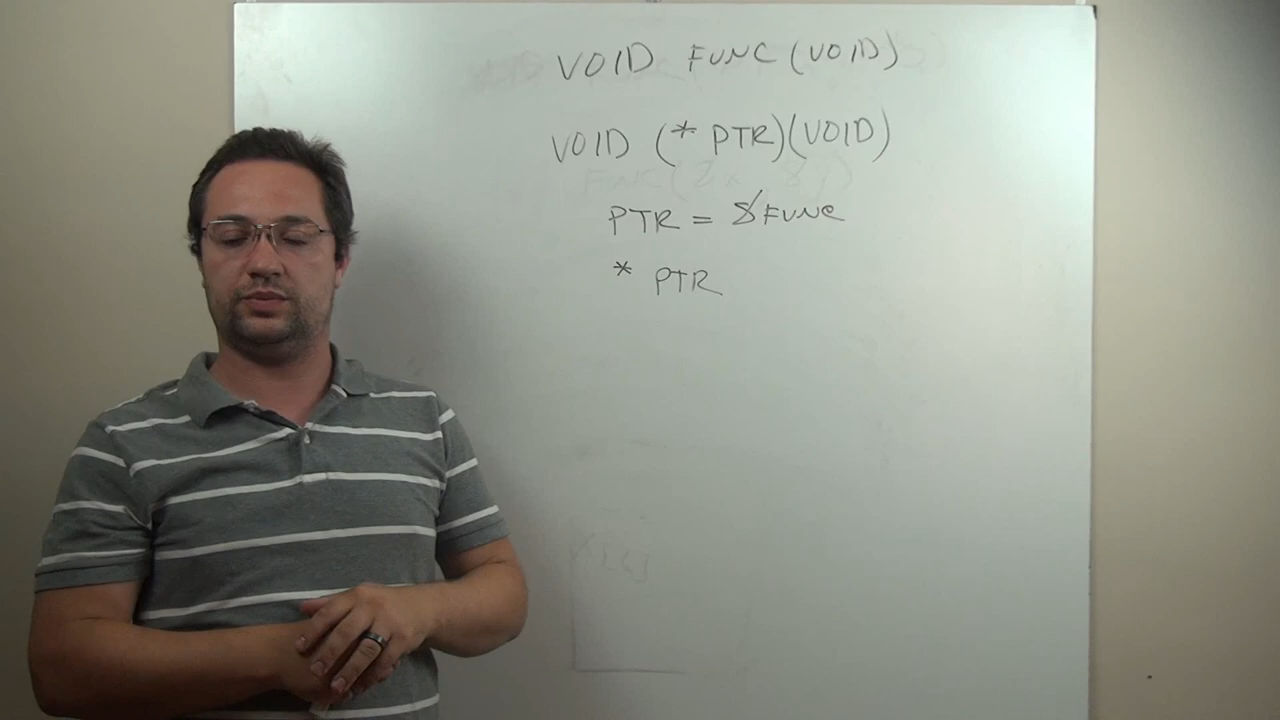 VOID FUNC (VOID)
VOID (* PTR)(VOID)
PTR = &FUNC
* PTR